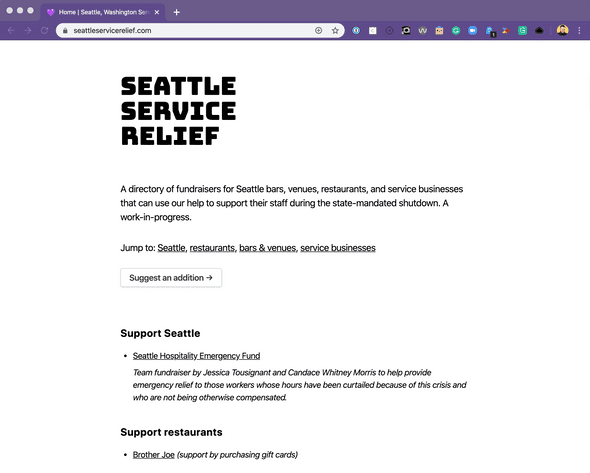 Home | Seattle, Washington Ser
seattleservicerelief.com
SEATTLE
SERVICE
RELIEF
A directory of fundraisers for Seattle bars, venues, restaurants, and service businesses
that can use our help to support their staff during the state-mandated shutdown. A
work-in-progress.
Jump to: Seattle, restaurants, bars & venues, service businesses
Suggest an addition →
Support Seattle
• Seattle Hospitality Emergency Fund
Team fundraiser by Jessica Tousignant and Candace Whitney Morris to help provide
emergency relief to those workers whose hours have been curtailed because of this crisis and
who are not being otherwise compensated.
Support restaurants
• Brother Joe (support by purchasing gift cards)